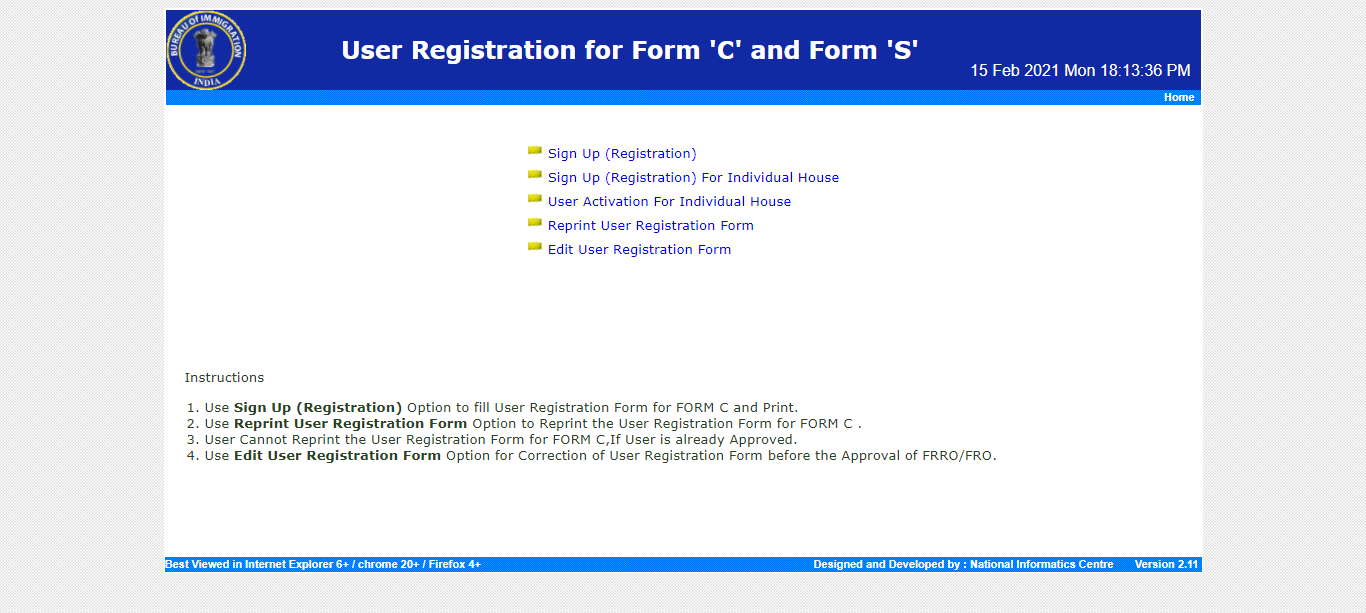 BUREAU OF IMMIGRATION
INDIA
User Registration for Form 'C' and Form 'S'
15 Feb 2021 Mon 18:13:36 PM
Home
Sign Up (Registration)
Sign Up (Registration) For Individual House
User Activation For Individual House
Reprint User Registration Form
Edit User Registration Form
Instructions
1. Use Sign Up (Registration) Option to fill User Registration Form for FORM C and Print.
2. Use Reprint User Registration Form Option to Reprint the User Registration Form for FORM C .
3. User Cannot Reprint the User Registration Form for FORM C,If User is already Approved.
4. Use Edit User Registration Form Option for Correction of User Registration Form before the Approval of FRRO/FRO.
Best Viewed in Internet Explorer 6+ / chrome 20+ / Firefox 4+ Designed and Developed by : National Informatics Centre Version 2.11